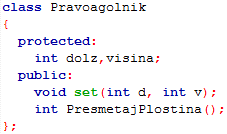 class Pravoagolnik
{
protected:
int dolz,visina;
public:
void set(int d, int v);
int PresmetajPlostina();
};